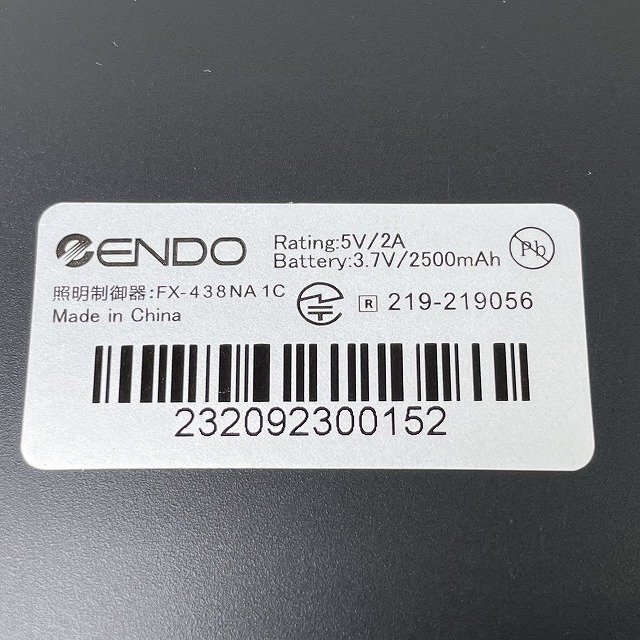 ENDO
Rating:5V/2A
Battery:3.7V/2500mAh
Pb
照明制御器:FX-438NA1C
R 219-219056
Made in China
232092300152